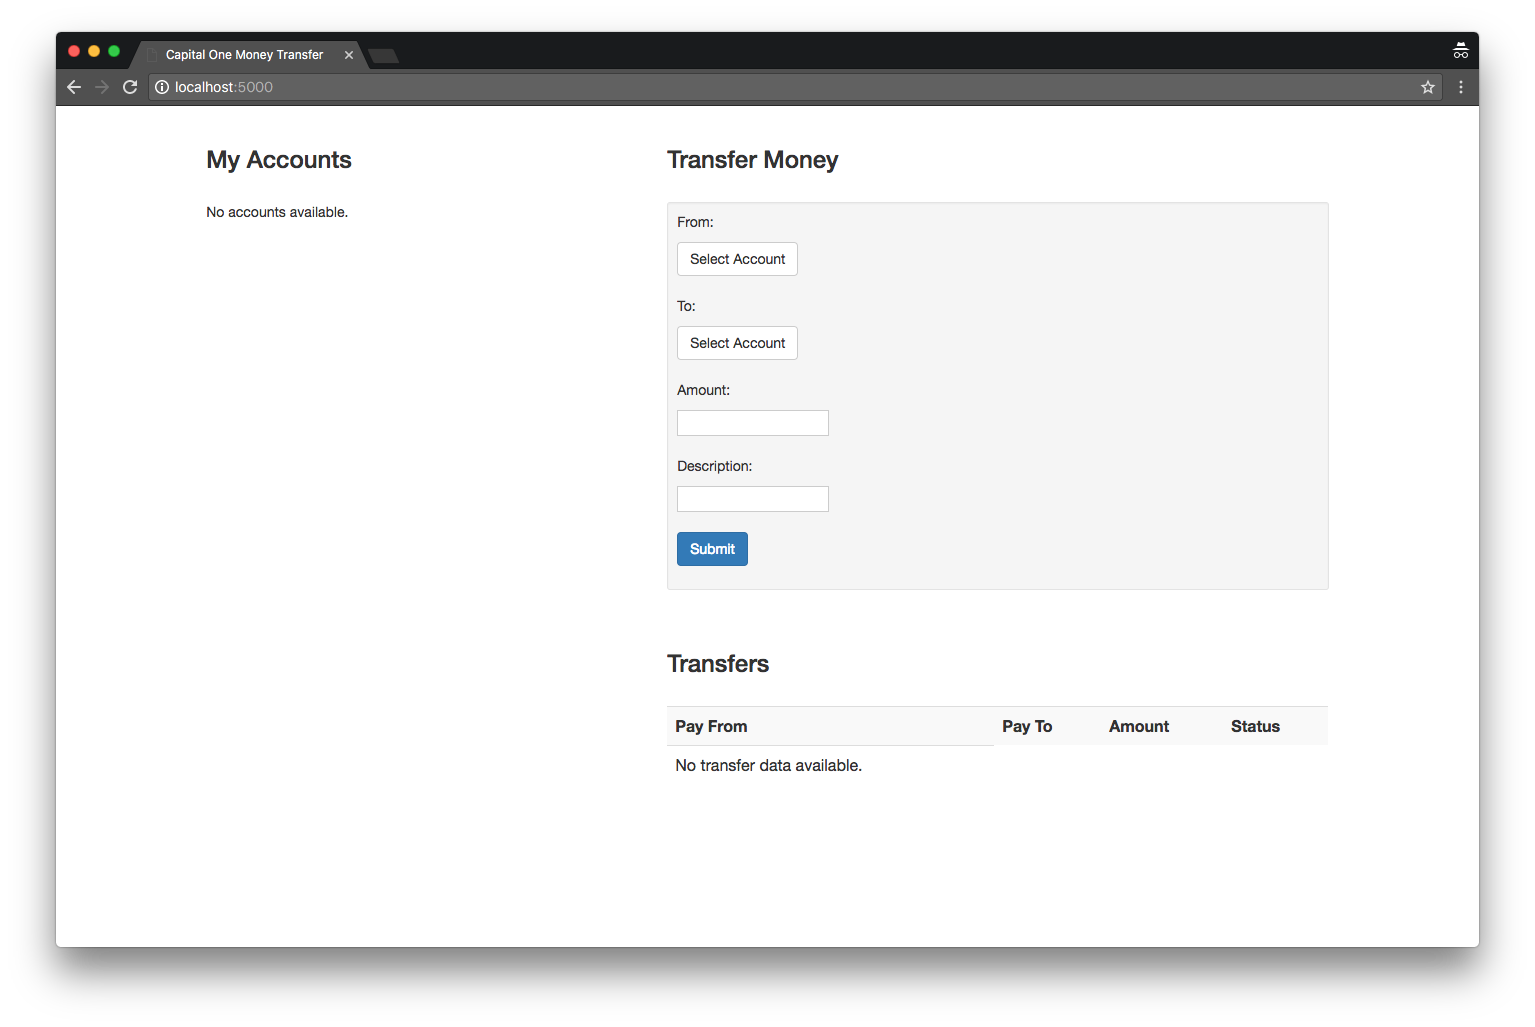 Capital One Money Transfer
localhost:5000
My Accounts
No accounts available.
Transfer Money
From:
Select Account
To:
Select Account
Amount:
Description:
Submit
Transfers
Pay From Pay To Amount Status
No transfer data available.